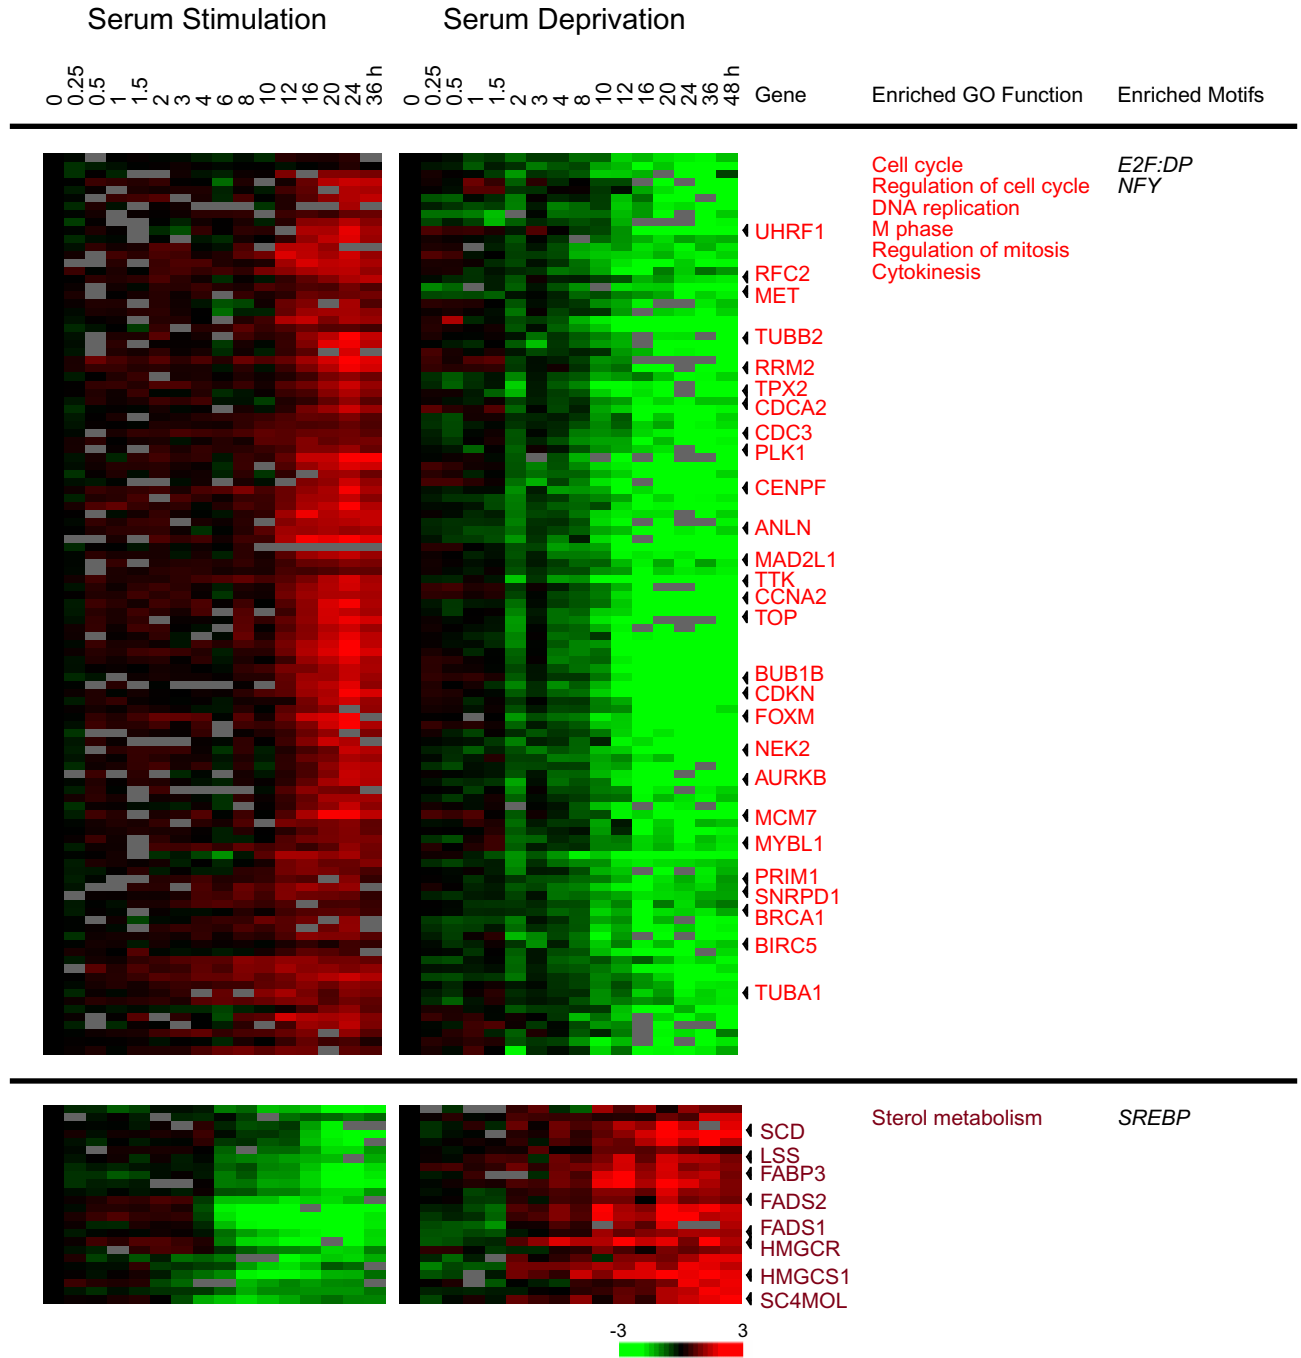 Serum Stimulation
Serum Deprivation
0 0.25 0.5 1 1.5 2 3 4 6 8 10 12 16 20 24 36 h
0 0.25 0.5 1 1.5 2 3 4 8 10 12 16 20 24 36 48 h
Gene
Enriched GO Function
Enriched Motifs
Cell cycle
Regulation of cell cycle
DNA replication
M phase
Regulation of mitosis
Cytokinesis
E2F:DP
NFY
UHRF1
RFC2
MET
TUBB2
RRM2
TPX2
CDCA2
CDC3
PLK1
CENPF
ANLN
MAD2L1
TTK
CCNA2
TOP
BUB1B
CDKN
FOXM
NEK2
AURKB
MCM7
MYBL1
PRIM1
SNRPD1
BRCA1
BIRC5
TUBA1
Sterol metabolism
SREBP
SCD
LSS
FABP3
FADS2
FADS1
HMGCR
HMGCS1
SC4MOL
-3
3